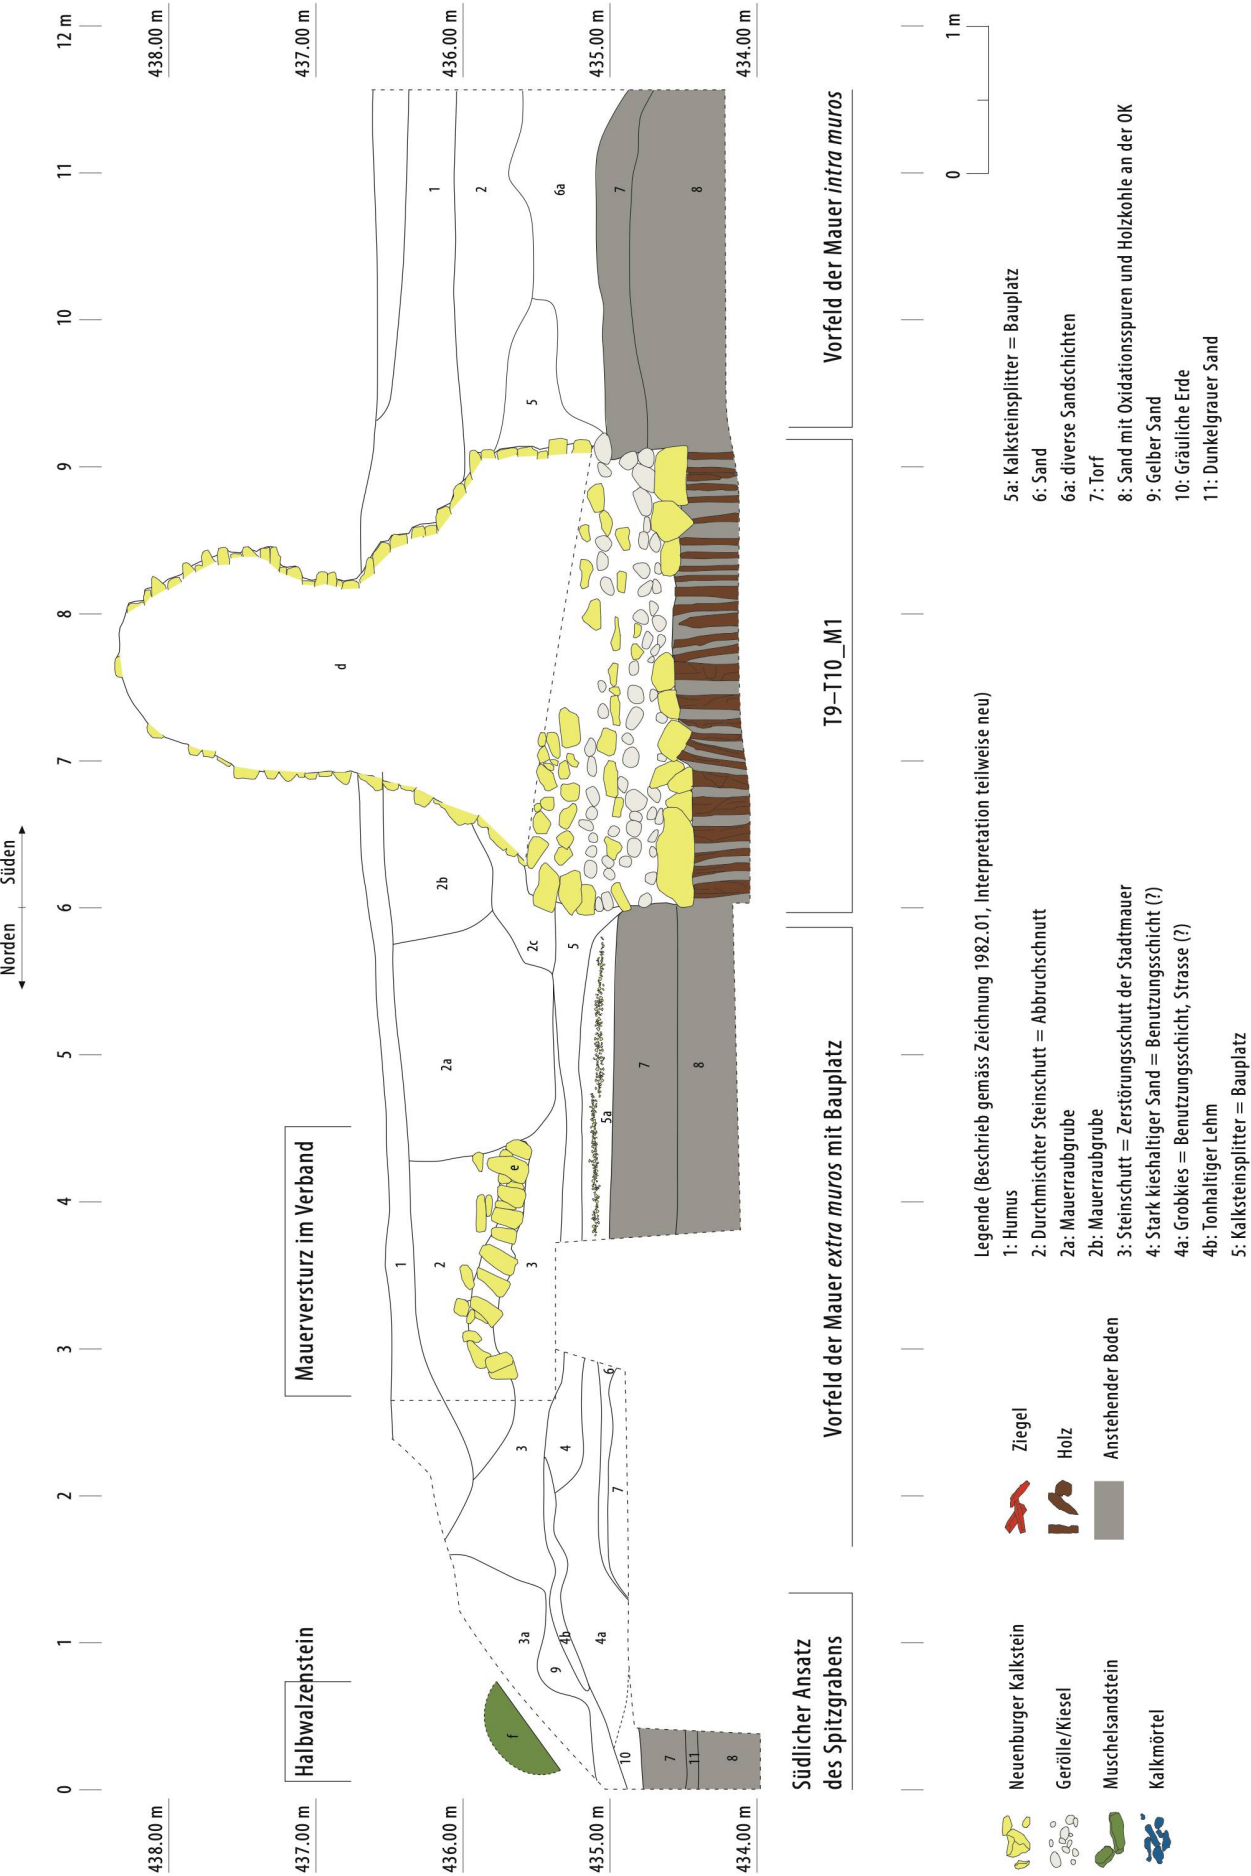 Norden Süden
0 1 2 3 4 5 6 7 8 9 10 11 12 m
438.00 m 438.00 m
437.00 m 437.00 m
436.00 m 436.00 m
435.00 m 435.00 m
434.00 m 434.00 m
Halbwalzenstein
Mauerversturz im Verband
f
3a
9
4b
4a
10
7
11
8
3
4
7
6
1
2
3
e
2a
2b
2c
5
5a
7
8
d
1
2
5
6a
7
8
Südlicher Ansatz
des Spitzgrabens
Vorfeld der Mauer extra muros mit Bauplatz
T9–T10_M1
Vorfeld der Mauer intra muros
0 1 m
Neuenburger Kalkstein
Gerölle/Kiesel
Muschelsandstein
Kalkmörtel
Ziegel
Holz
Anstehender Boden
Legende (Beschrieb gemäss Zeichnung 1982.01, Interpretation teilweise neu)
1: Humus
2: Durchmischter Steinschutt = Abbruchschnutt
2a: Mauerraubgrube
2b: Mauerraubgrube
3: Steinschutt = Zerstörungsschutt der Stadtmauer
4: Stark kieshaltiger Sand = Benutzungsschicht (?)
4a: Grobkies = Benutzungsschicht, Strasse (?)
4b: Tonhaltiger Lehm
5: Kalksteinsplitter = Bauplatz
5a: Kalksteinsplitter = Bauplatz
6: Sand
6a: diverse Sandschichten
7: Torf
8: Sand mit Oxidationsspuren und Holzkohle an der OK
9: Gelber Sand
10: Gräuliche Erde
11: Dunkelgrauer Sand